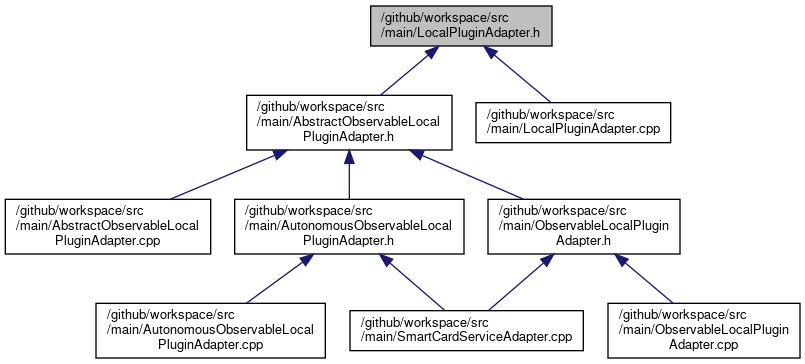 /github/workspace/src
/main/LocalPluginAdapter.h
/github/workspace/src
/main/AbstractObservableLocal
PluginAdapter.h
/github/workspace/src
/main/LocalPluginAdapter.cpp
/github/workspace/src
/main/AbstractObservableLocal
PluginAdapter.cpp
/github/workspace/src
/main/AutonomousObservableLocal
PluginAdapter.h
/github/workspace/src
/main/ObservableLocalPlugin
Adapter.h
/github/workspace/src
/main/AutonomousObservableLocal
PluginAdapter.cpp
/github/workspace/src
/main/SmartCardServiceAdapter.cpp
/github/workspace/src
/main/ObservableLocalPlugin
Adapter.cpp